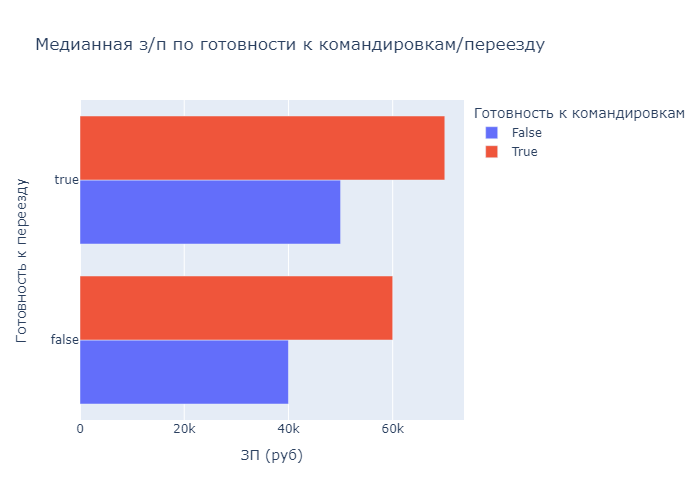 Медианная з/п по готовности к командировкам/переезду
Готовность к командировкам
False
True
Готовность к переезду
true
false
0
20k
40k
60k
ЗП (руб)